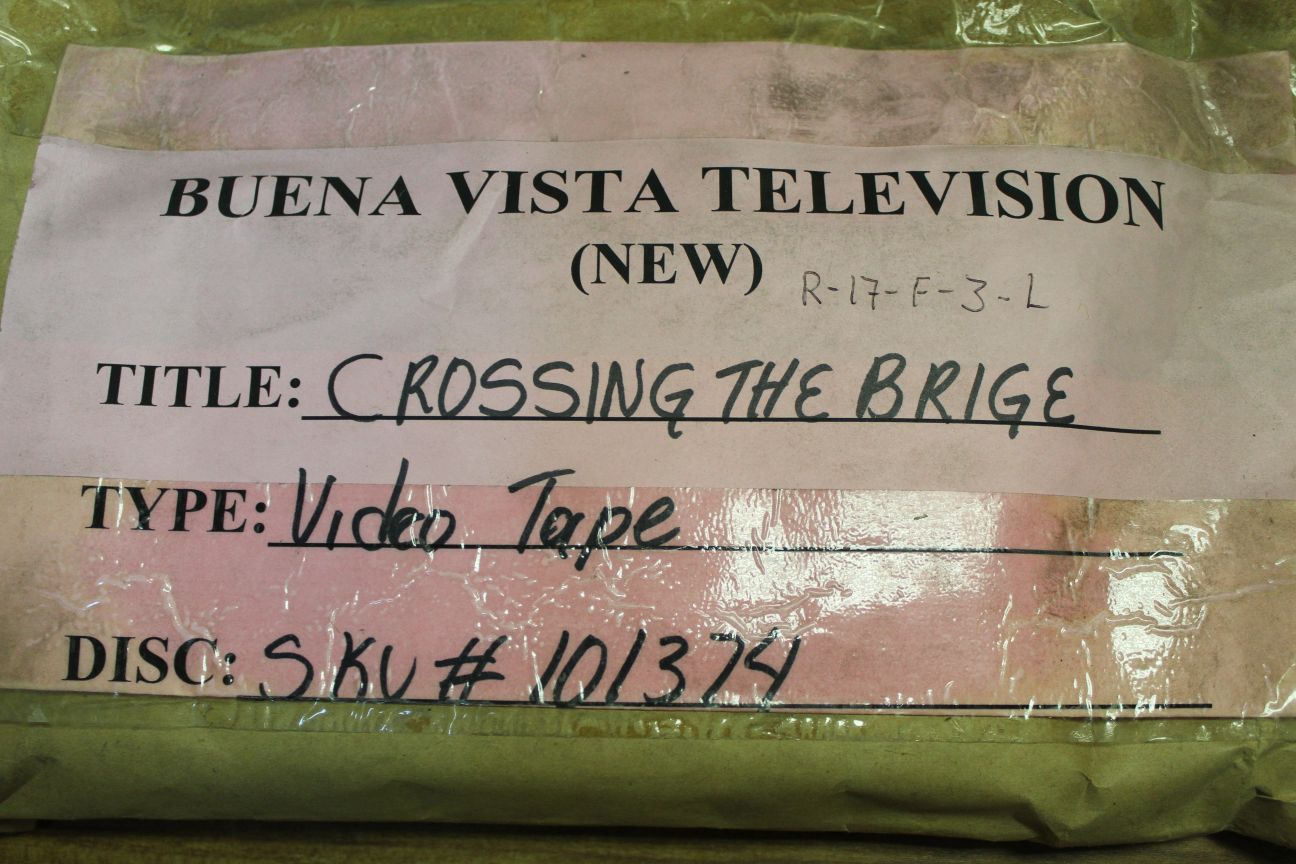 BUENA VISTA TELEVISION
(NEW)
R-17-F-3-L
TITLE: CROSSING THE BRIGE
TYPE: Video Tape
DISC: SKU # 101374